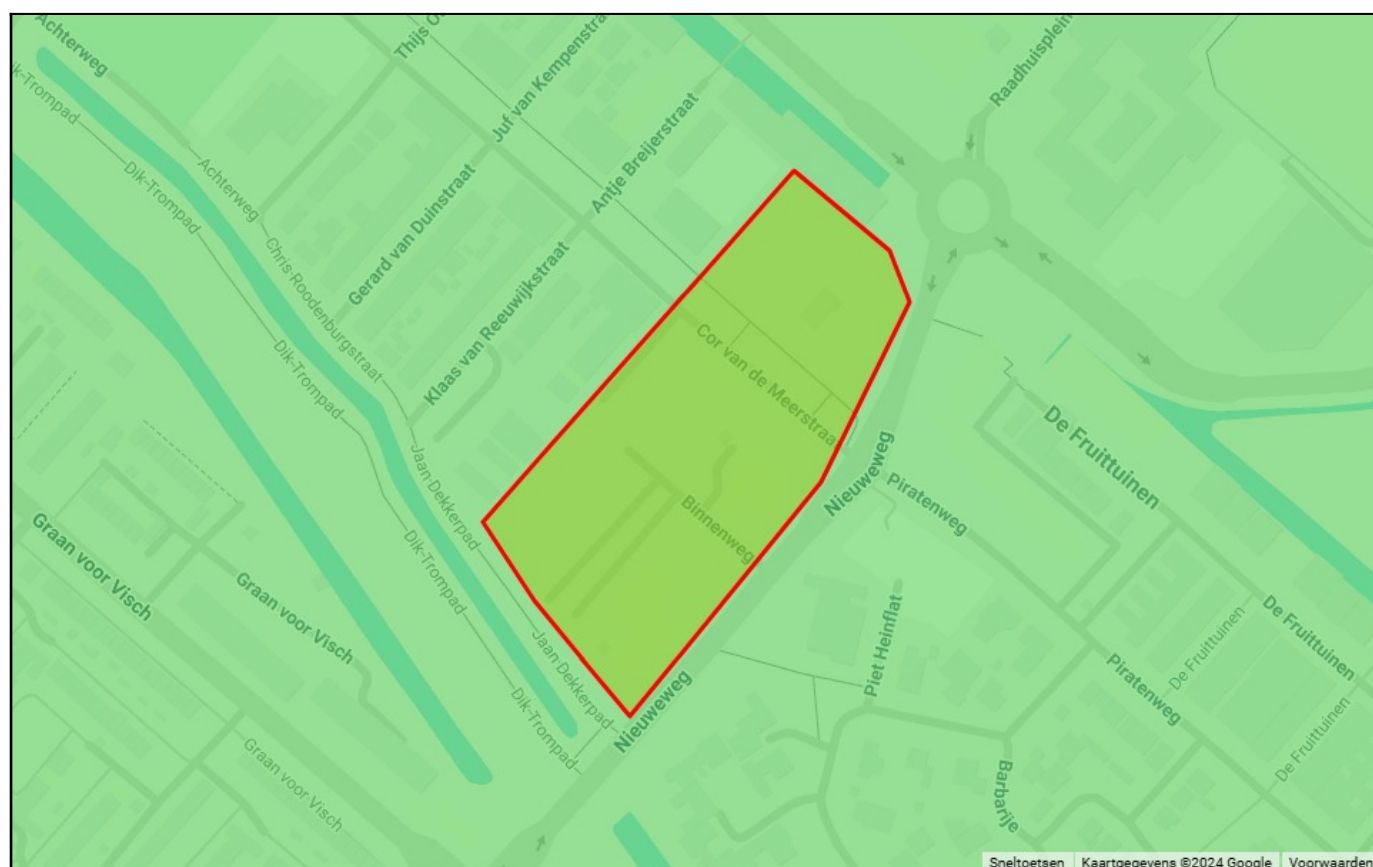 Achterweg
Thijs
Juf van Kempenstra
Raadhuisplein
Dik-Trompad
Antje Breijerstraat
Dik-Trompad
Achterweg
Gerard van Duinstraat
Chris-Roodenburgstraat
Klaas van Reeuwijkstraat
Dik-Trompad
Cor van de Meerstraat
De Fruittuinen
Jaan-Dekkerpad
Nieuweweg
Piratenweg
Binnenweg
Graan voor Visch
Dik-Trompad
Graan voor Visch
Piet Heinflat
De Fruittuinen
De Fruittuinen
Jaan-Dekkerpad
Piratenweg
Nieuweweg
Dik-Trompad
Graan voor Visch
De Fruittuinen
Barbarije
Sneltoetsen
Kaartgegevens ©2024 Google
Voorwaarden